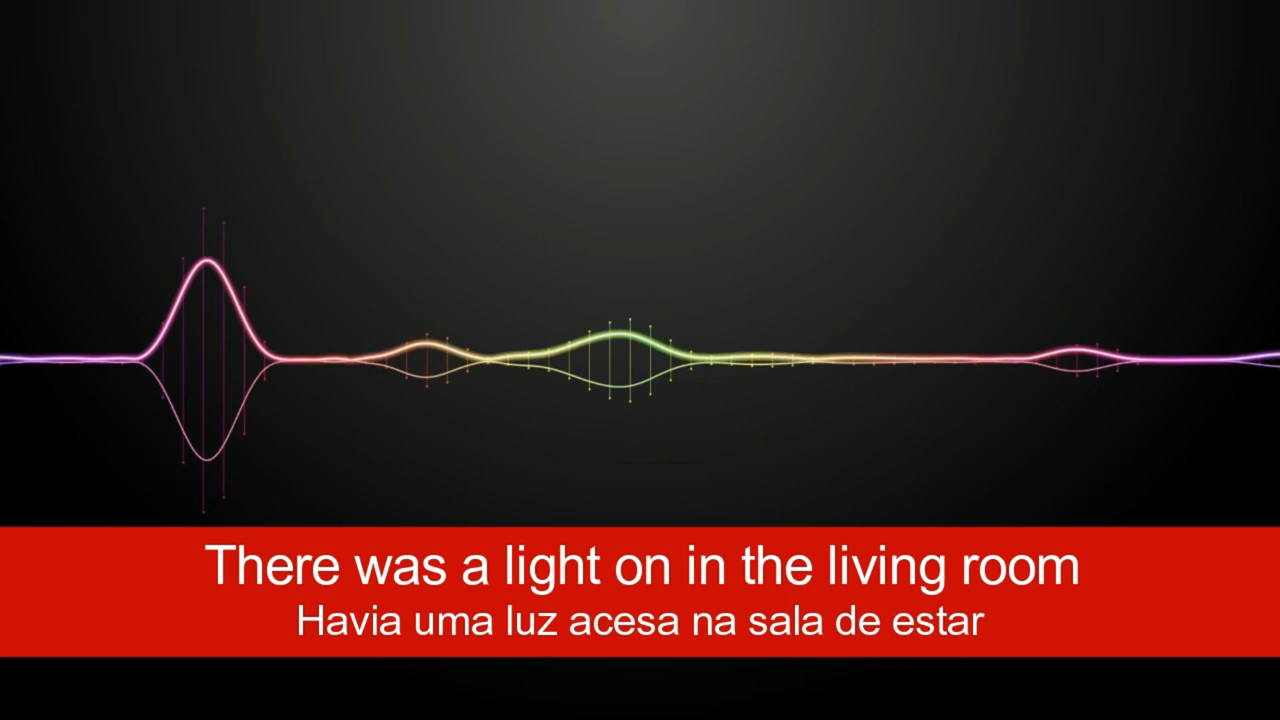 There was a light on in the living room
Havia uma luz acesa na sala de estar